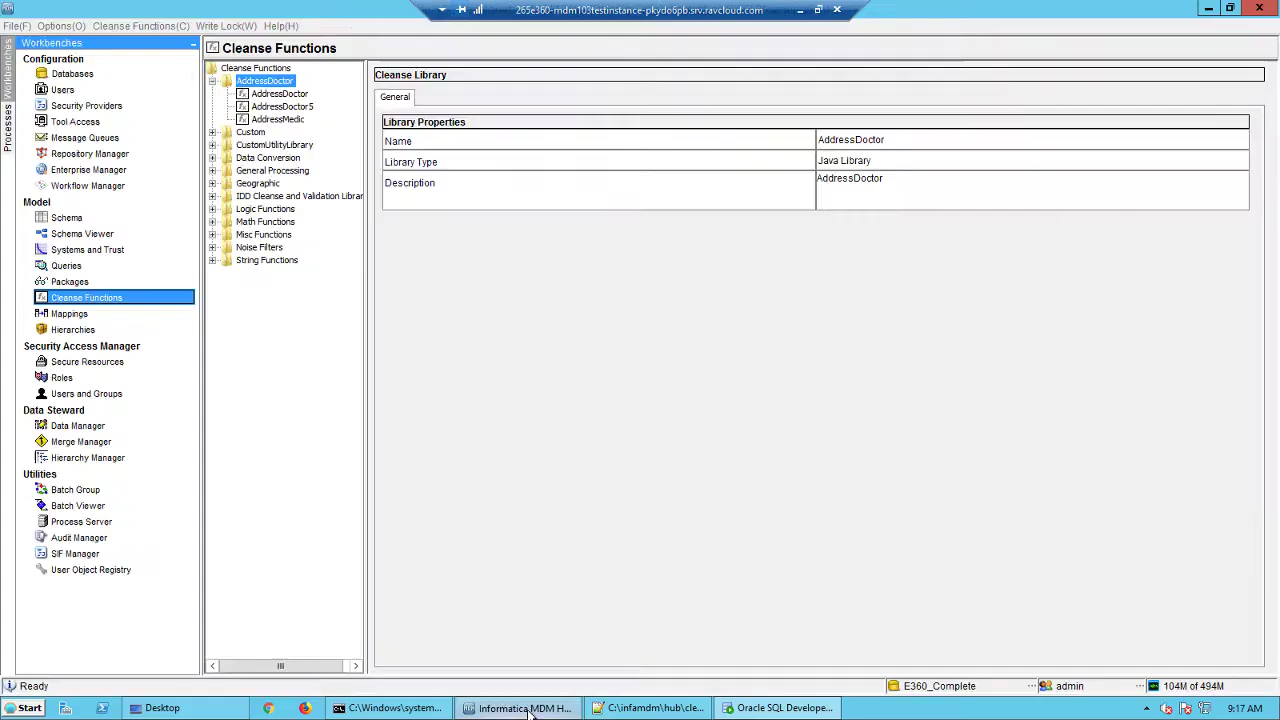 265e360-mdm103testinstance-pkydo6pb.srv.ravcloud.com
File(F) Options(O) Cleanse Functions(C) Write Lock(W) Help(H)
Workbenches
Processes
Workbenches
Configuration
Databases
Users
Security Providers
Tool Access
Message Queues
Repository Manager
Enterprise Manager
Workflow Manager
Model
Schema
Schema Viewer
Systems and Trust
Queries
Packages
Cleanse Functions
Mappings
Hierarchies
Security Access Manager
Secure Resources
Roles
Users and Groups
Data Steward
Data Manager
Merge Manager
Hierarchy Manager
Utilities
Batch Group
Batch Viewer
Process Server
Audit Manager
SIF Manager
User Object Registry
Cleanse Functions
Cleanse Functions
AddressDoctor
AddressDoctor
AddressDoctor5
AddressMedic
Custom
CustomUtilityLibrary
Data Conversion
General Processing
Geographic
IDD Cleanse and Validation Librar
Logic Functions
Math Functions
Misc Functions
Noise Filters
String Functions
Cleanse Library
General
Library Properties
Name AddressDoctor
Library Type Java Library
Description AddressDoctor
Ready E360_Complete admin 104M of 494M
Start Desktop C:\Windows\system... Informatica MDM H... C:\infamdm\hub\cle... Oracle SQL Develope... 9:17 AM